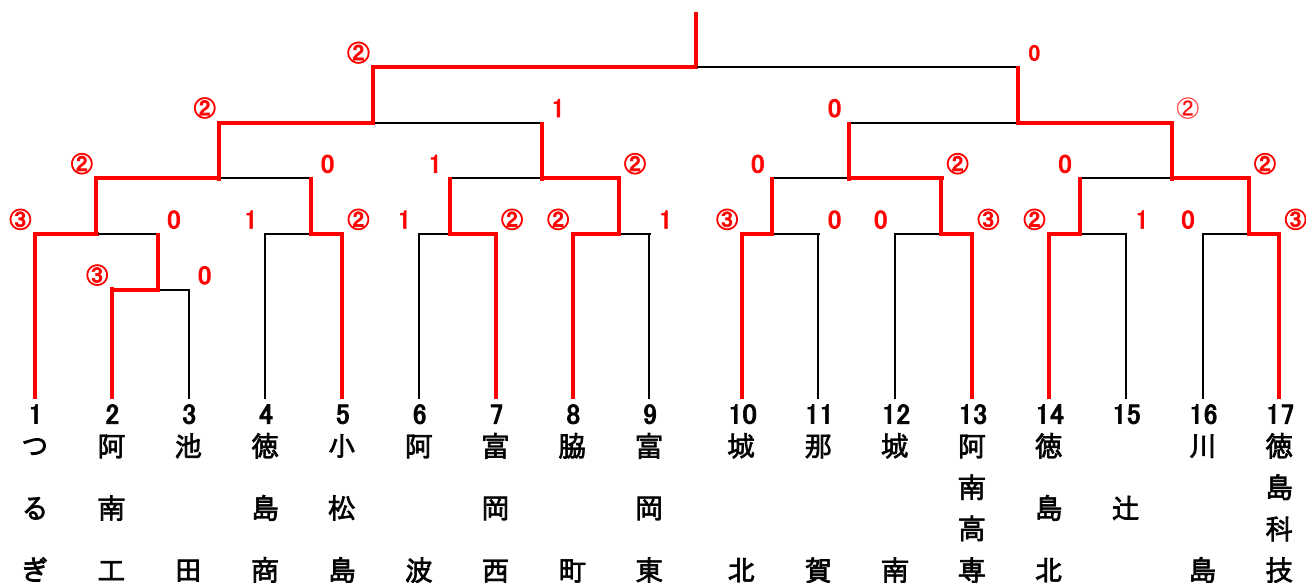 ② 0
② 1 0 ②
② 0 1 ② 0 ② 0 ②
③ 0 1 ② 1 ② ② 1 ③ 0 0 ③ ② 1 0 ③
③ 0
1 2 3 4 5 6 7 8 9 10 11 12 13 14 15 16 17
つるぎ
阿南工
池田
徳島商
小松島
阿波
富岡西
脇町
富岡東
城北
那賀
城南
阿南高専
徳島北
辻
川島
徳島科技